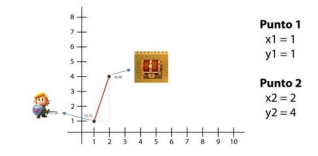 8
7
6
5
4
3
2
1
1 2 3 4 5 6 7 8 9 10
Punto 1
x1 = 1
y1 = 1
Punto 2
x2 = 2
y2 = 4